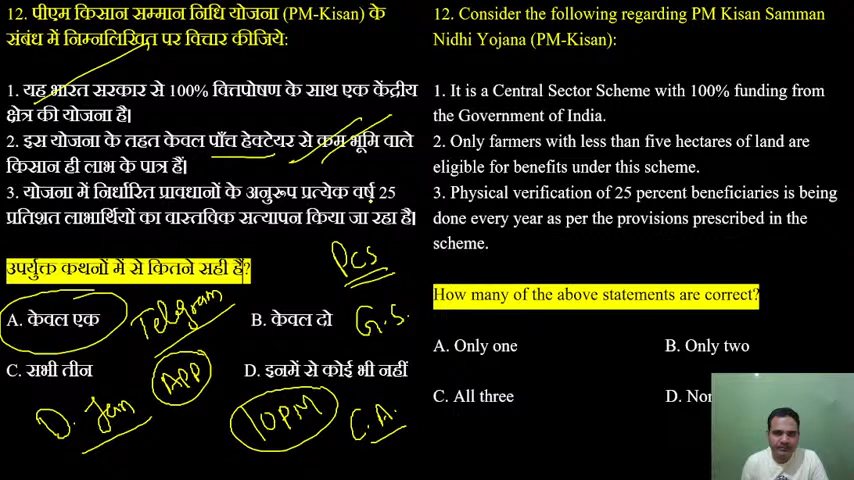 12. पीएम किसान सम्मान निधि योजना (PM-Kisan) के
संबंध में निम्नलिखित पर विचार कीजिये:
1. यह भारत सरकार से 100% वित्तपोषण के साथ एक केंद्रीय
क्षेत्र की योजना है।
2. इस योजना के तहत केवल पाँच हेक्टेयर से कम भूमि वाले
किसान ही लाभ के पात्र हैं।
3. योजना में निर्धारित प्रावधानों के अनुरूप प्रत्येक वर्ष 25
प्रतिशत लाभार्थियों का वास्तविक सत्यापन किया जा रहा है।
उपर्युक्त कथनों में से कितने सही हैं?
Pcs
A. केवल एक
Telegram
B. केवल दो
G.S.
C. सभी तीन
APP
D. इनमें से कोई भी नहीं
D. Jan
10PM
C.A.
12. Consider the following regarding PM Kisan Samman
Nidhi Yojana (PM-Kisan):
1. It is a Central Sector Scheme with 100% funding from
the Government of India.
2. Only farmers with less than five hectares of land are
eligible for benefits under this scheme.
3. Physical verification of 25 percent beneficiaries is being
done every year as per the provisions prescribed in the
scheme.
How many of the above statements are correct?
A. Only one
B. Only two
C. All three
D.